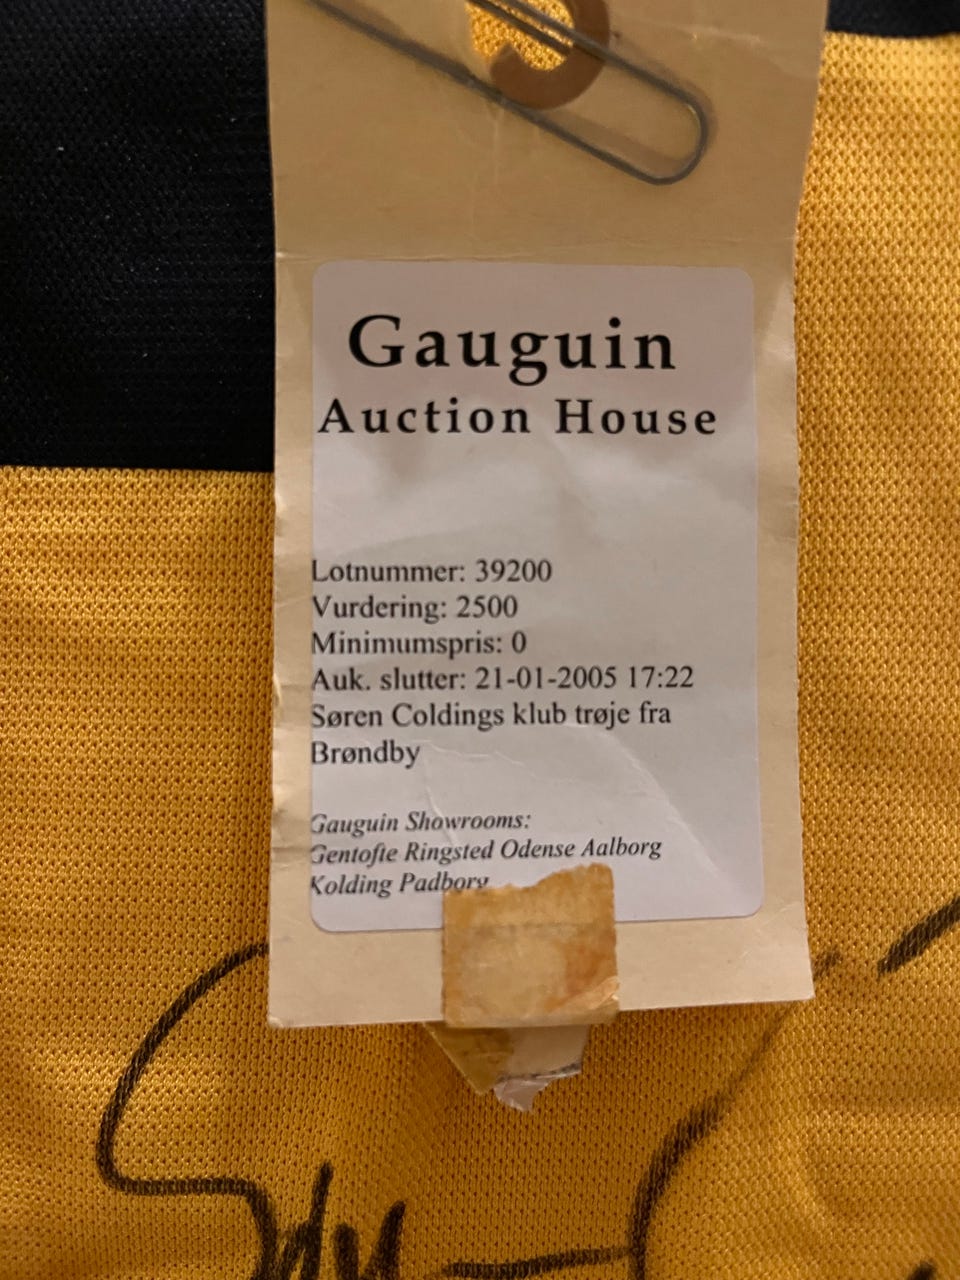 Gauguin
Auction House
Lotnummer: 39200
Vurdering: 2500
Minimumspris: 0
Auk. slutter: 21-01-2005 17:22
Søren Coldings klub trøje fra
Brøndby
Gauguin Showrooms:
Gentofte Ringsted Odense Aalborg
Kolding Padborg